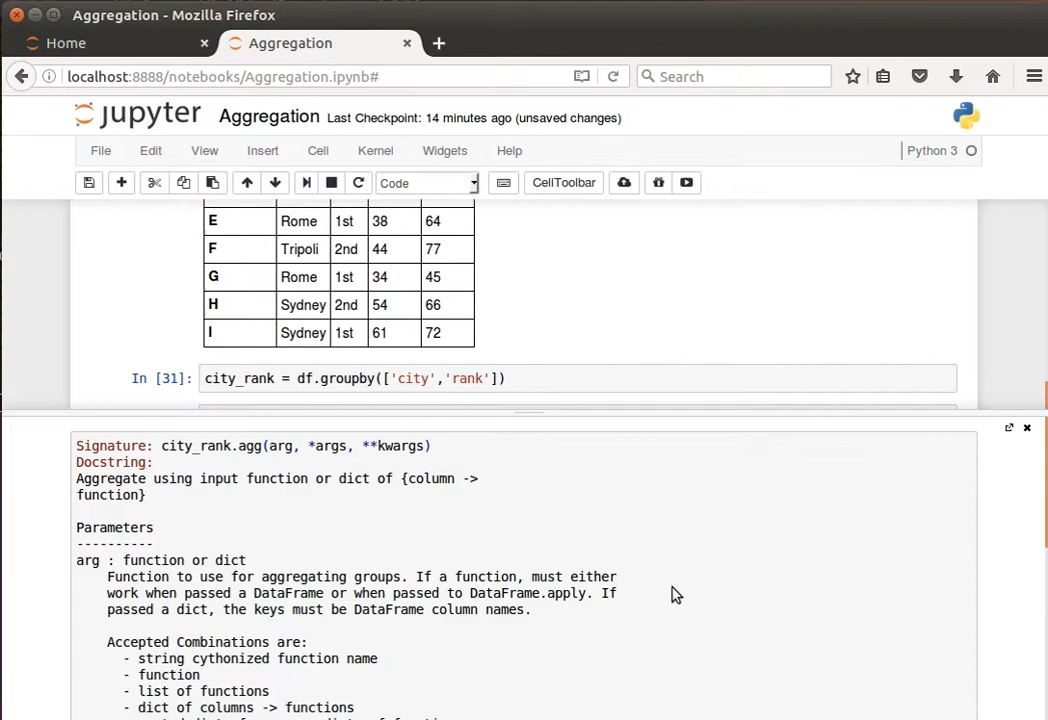 Aggregation - Mozilla Firefox
Home
Aggregation
localhost:8888/notebooks/Aggregation.ipynb#
Search
jupyter Aggregation Last Checkpoint: 14 minutes ago (unsaved changes)
File Edit View Insert Cell Kernel Widgets Help Python 3
Code CellToolbar
E Rome 1st 38 64
F Tripoli 2nd 44 77
G Rome 1st 34 45
H Sydney 2nd 54 66
I Sydney 1st 61 72
In [31]: city_rank = df.groupby(['city','rank'])
Signature: city_rank.agg(arg, *args, **kwargs)
Docstring:
Aggregate using input function or dict of {column ->
function}
Parameters
----------
arg : function or dict
Function to use for aggregating groups. If a function, must either
work when passed a DataFrame or when passed to DataFrame.apply. If
passed a dict, the keys must be DataFrame column names.
Accepted Combinations are:
- string cythonized function name
- function
- list of functions
- dict of columns -> functions